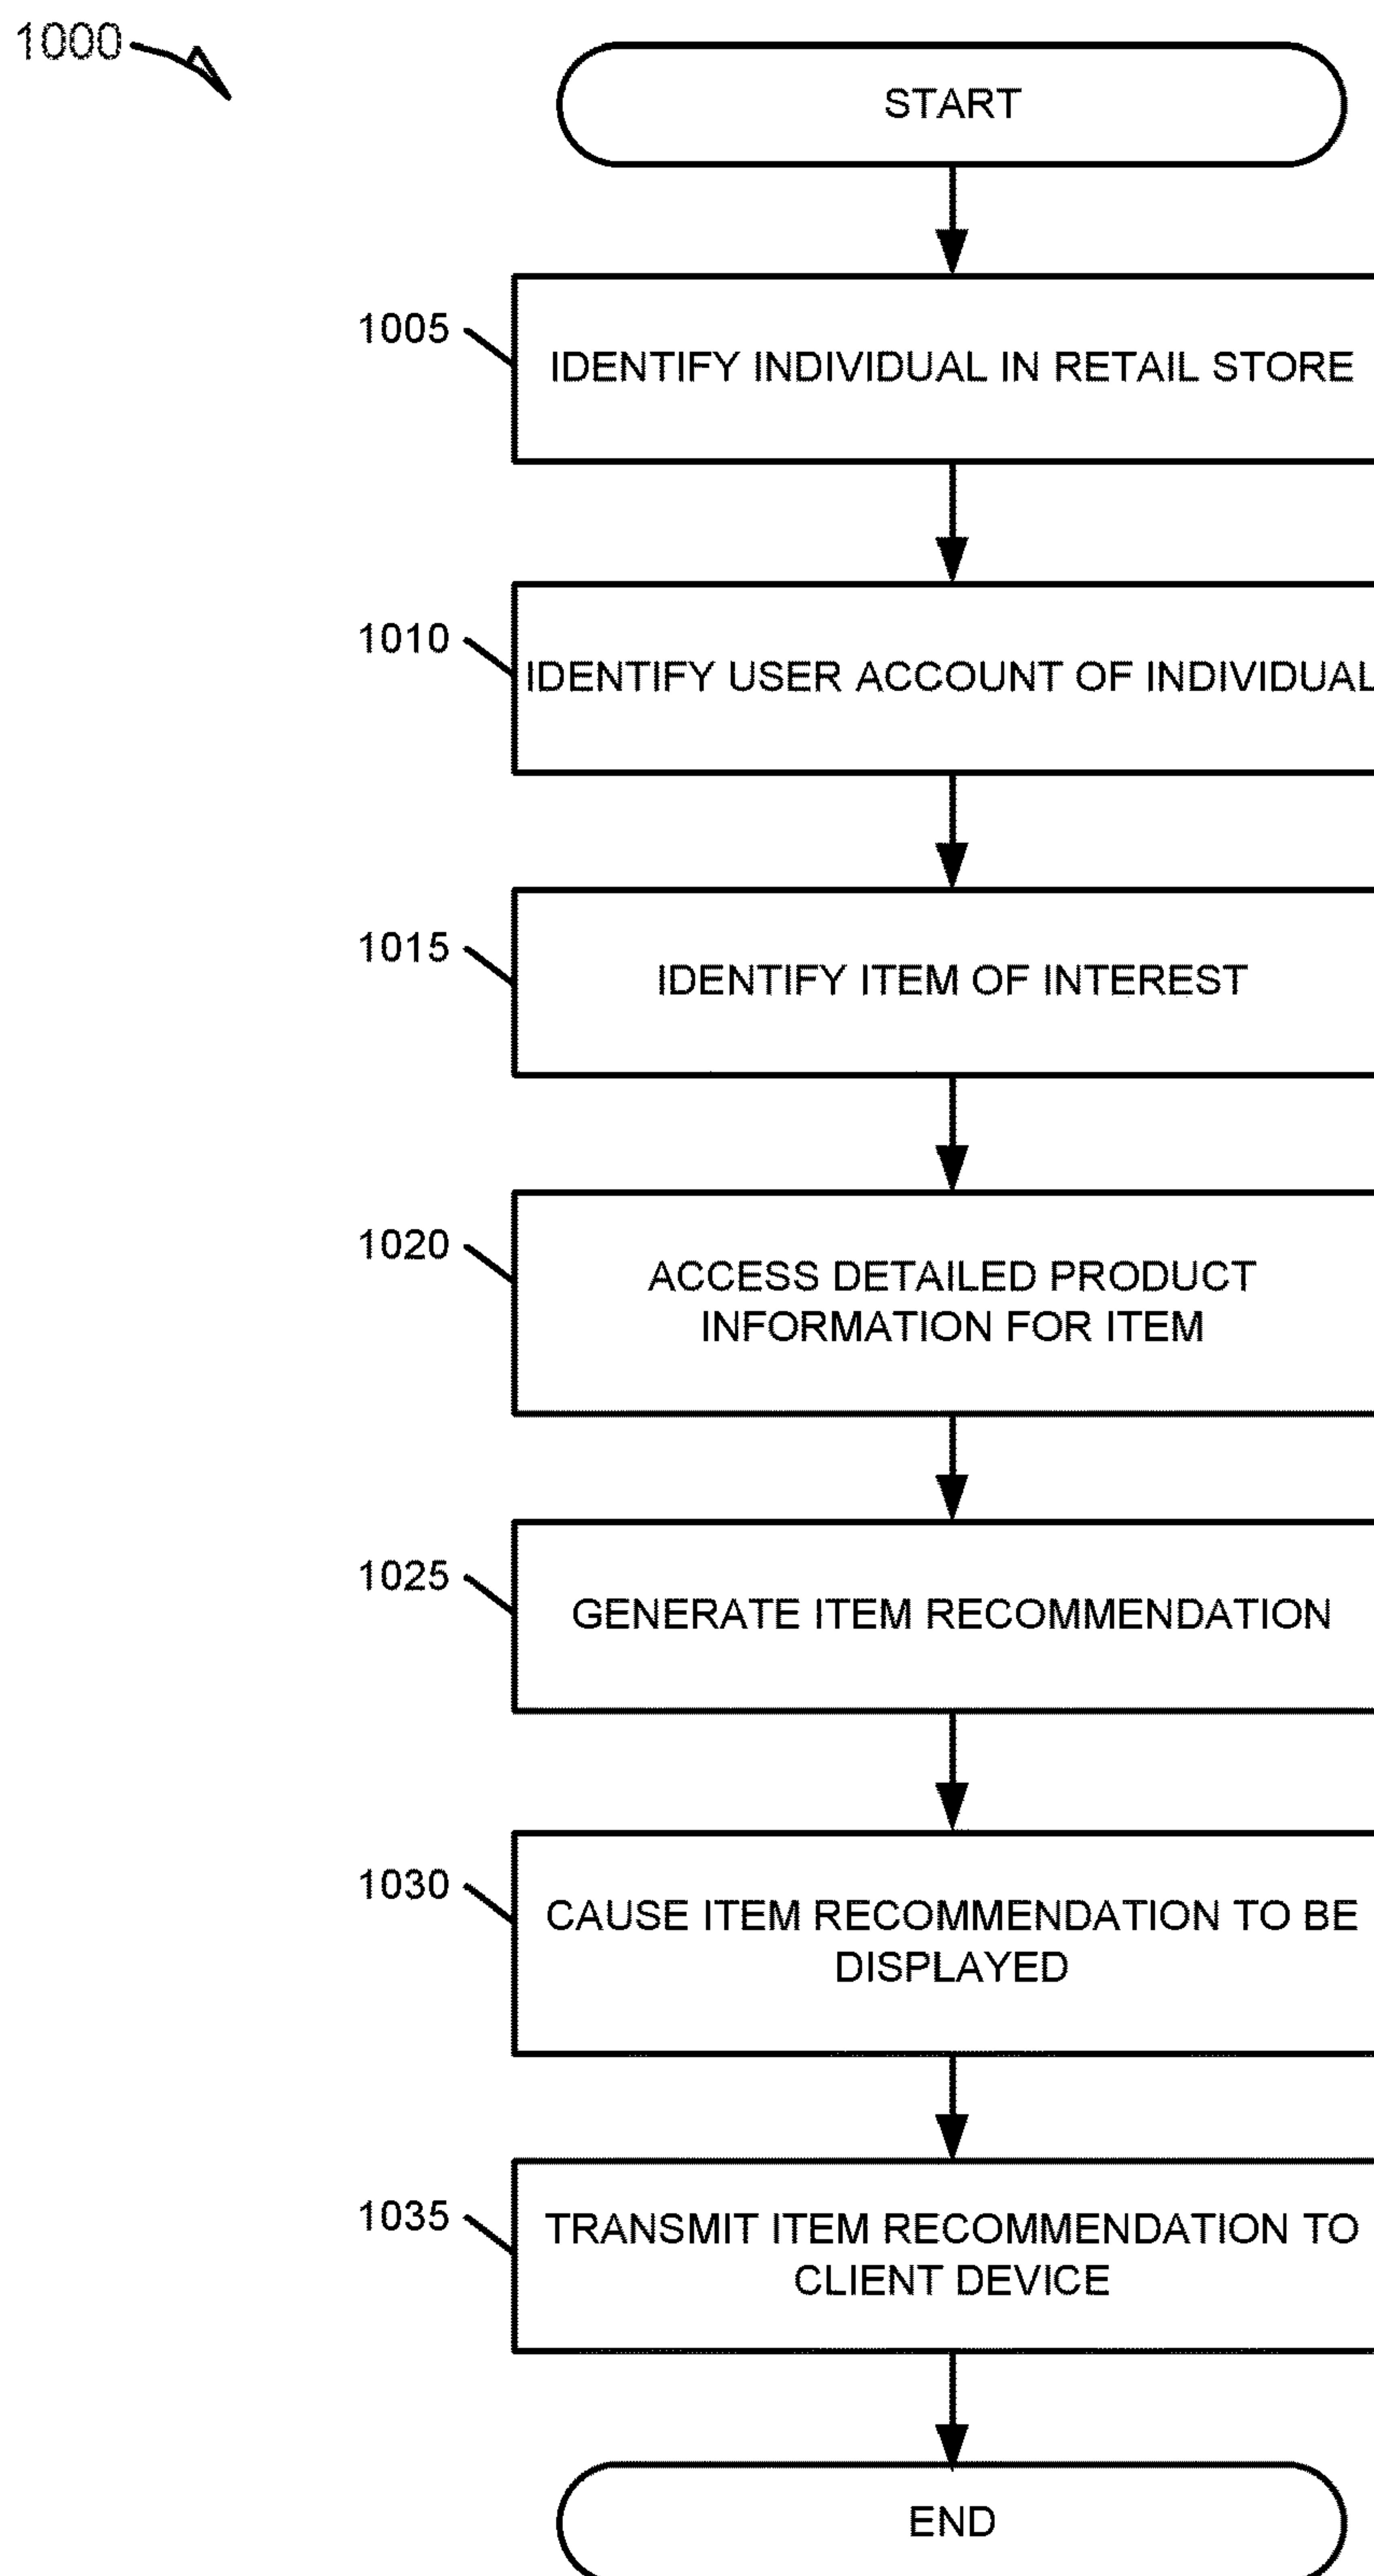 1000
START
1005
IDENTIFY INDIVIDUAL IN RETAIL STORE
1010
IDENTIFY USER ACCOUNT OF INDIVIDUAL
1015
IDENTIFY ITEM OF INTEREST
1020
ACCESS DETAILED PRODUCT
INFORMATION FOR ITEM
1025
GENERATE ITEM RECOMMENDATION
1030
CAUSE ITEM RECOMMENDATION TO BE
DISPLAYED
1035
TRANSMIT ITEM RECOMMENDATION TO
CLIENT DEVICE
END